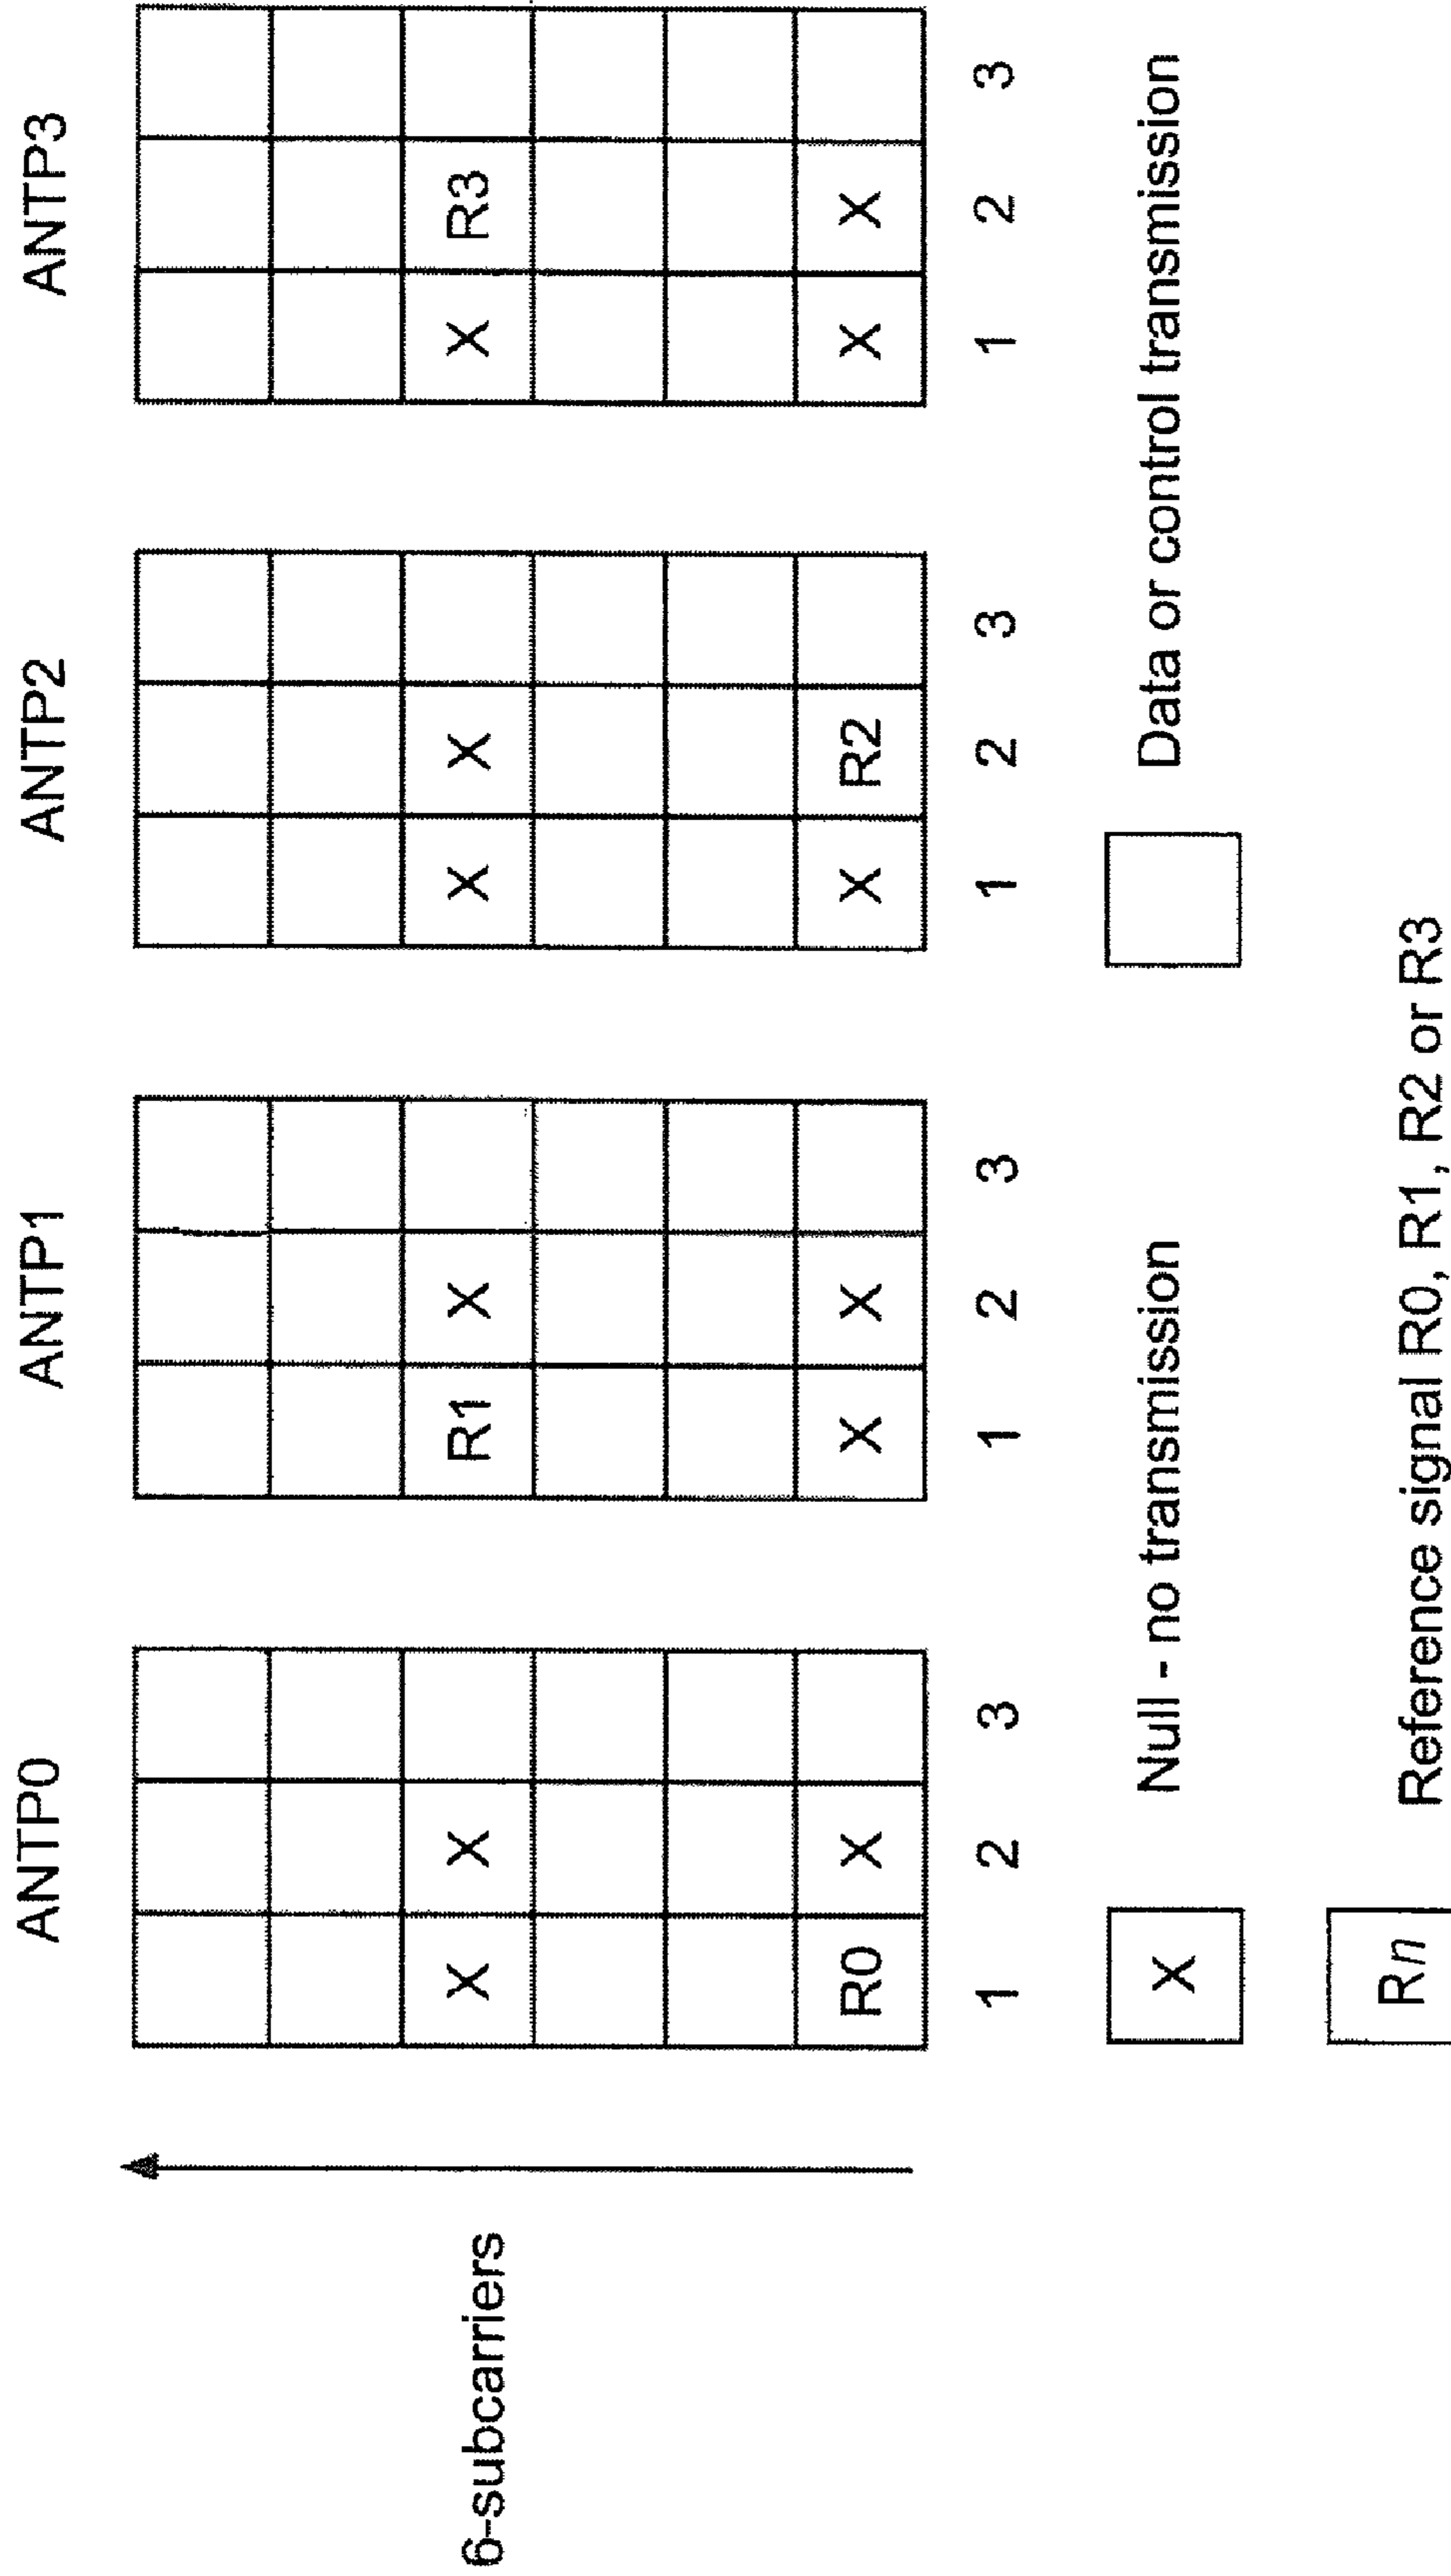 ANTP0 ANTP1 ANTP2 ANTP3
6-subcarriers
X X R1 X X X X R3
R0 X X X X R2 X X
1 2 3 1 2 3 1 2 3 1 2 3
X Null - no transmission Data or control transmission
Rn Reference signal R0, R1, R2 or R3